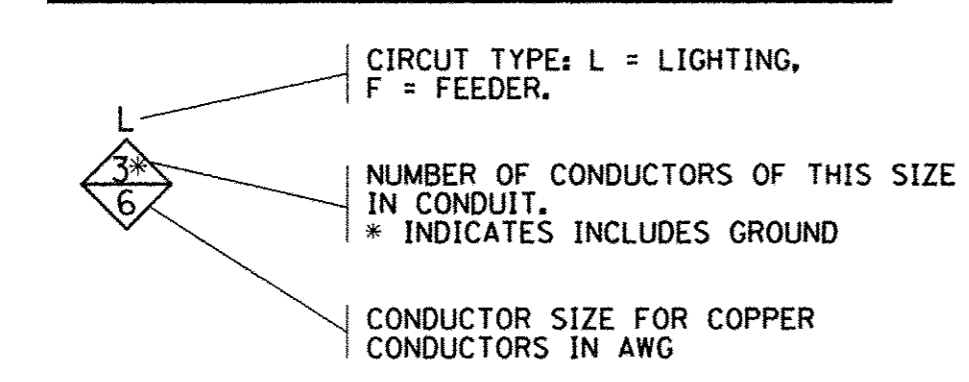 CIRCUT TYPE: L = LIGHTING,
F = FEEDER.
L
3*
6
NUMBER OF CONDUCTORS OF THIS SIZE
IN CONDUIT.
* INDICATES INCLUDES GROUND
CONDUCTOR SIZE FOR COPPER
CONDUCTORS IN AWG